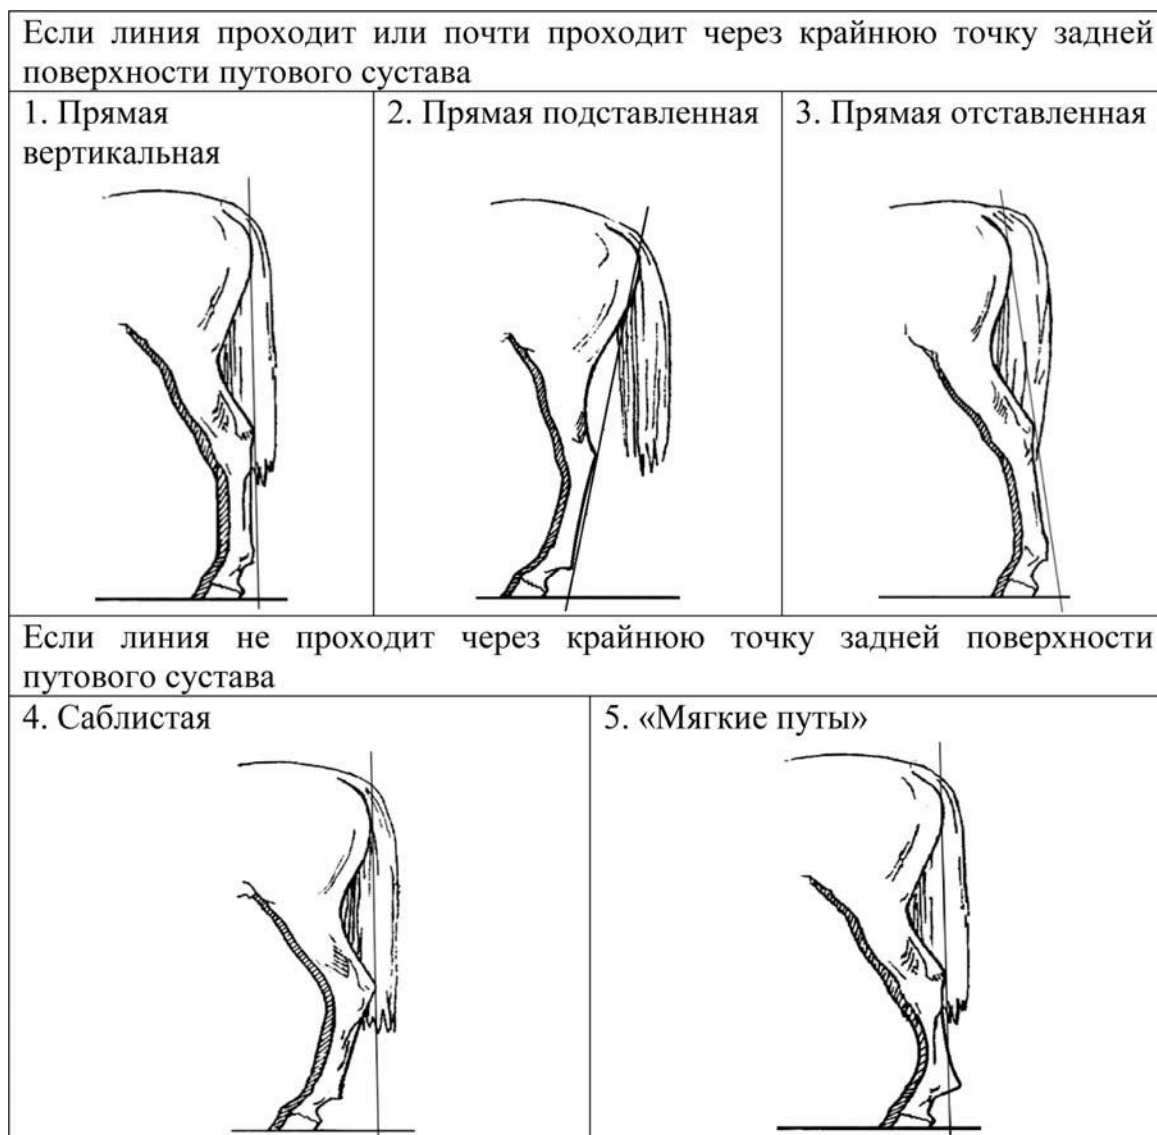 Если линия проходит или почти проходит через крайнюю точку задней
поверхности путового сустава
1. Прямая
вертикальная
2. Прямая подставленная
3. Прямая отставленная
Если линия не проходит через крайнюю точку задней поверхности
путового сустава
4. Саблистая
5. «Мягкие путы»